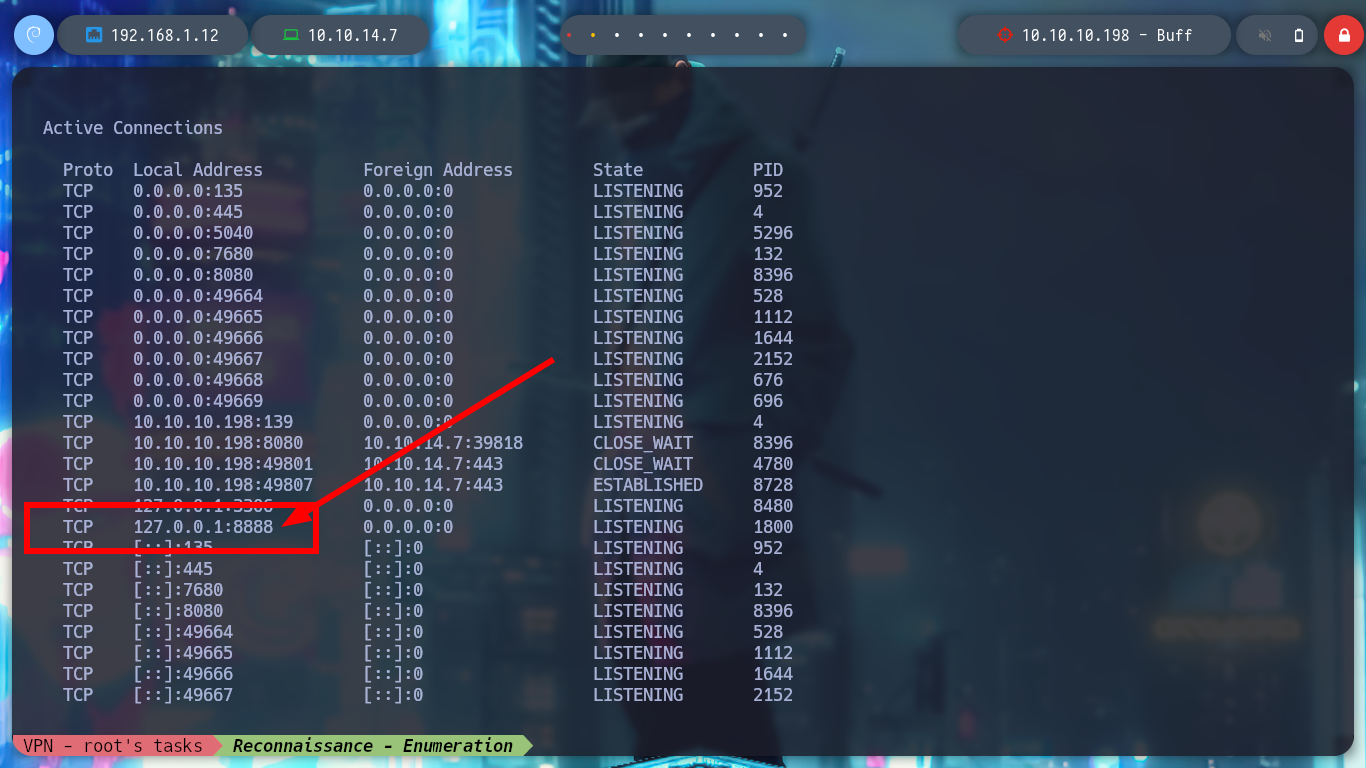 192.168.1.12 10.10.14.7 10.10.10.198 - Buff
Active Connections
Proto Local Address Foreign Address State PID
TCP 0.0.0.0:135 0.0.0.0:0 LISTENING 952
TCP 0.0.0.0:445 0.0.0.0:0 LISTENING 4
TCP 0.0.0.0:5040 0.0.0.0:0 LISTENING 5296
TCP 0.0.0.0:7680 0.0.0.0:0 LISTENING 132
TCP 0.0.0.0:8080 0.0.0.0:0 LISTENING 8396
TCP 0.0.0.0:49664 0.0.0.0:0 LISTENING 528
TCP 0.0.0.0:49665 0.0.0.0:0 LISTENING 1112
TCP 0.0.0.0:49666 0.0.0.0:0 LISTENING 1644
TCP 0.0.0.0:49667 0.0.0.0:0 LISTENING 2152
TCP 0.0.0.0:49668 0.0.0.0:0 LISTENING 676
TCP 0.0.0.0:49669 0.0.0.0:0 LISTENING 696
TCP 10.10.10.198:139 0.0.0.0:0 LISTENING 4
TCP 10.10.10.198:8080 10.10.14.7:39818 CLOSE_WAIT 8396
TCP 10.10.10.198:49801 10.10.14.7:443 CLOSE_WAIT 4780
TCP 10.10.10.198:49807 10.10.14.7:443 ESTABLISHED 8728
TCP 127.0.0.1:3306 0.0.0.0:0 LISTENING 8480
TCP 127.0.0.1:8888 0.0.0.0:0 LISTENING 1800
TCP [::]:135 [::]:0 LISTENING 952
TCP [::]:445 [::]:0 LISTENING 4
TCP [::]:7680 [::]:0 LISTENING 132
TCP [::]:8080 [::]:0 LISTENING 8396
TCP [::]:49664 [::]:0 LISTENING 528
TCP [::]:49665 [::]:0 LISTENING 1112
TCP [::]:49666 [::]:0 LISTENING 1644
TCP [::]:49667 [::]:0 LISTENING 2152
VPN - root's tasks Reconnaissance - Enumeration